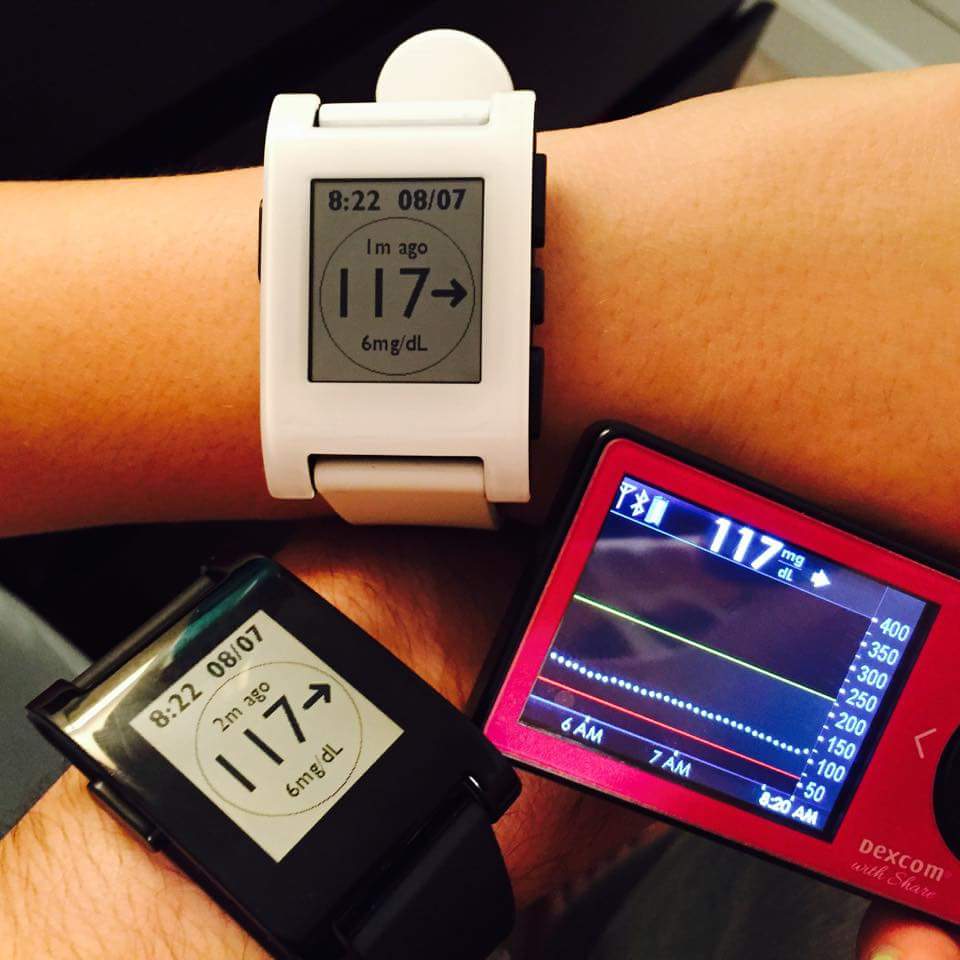 8:22 08/07
1m ago
117→
6mg/dL
8:22 08/07
2m ago
117→
6mg/dL
117 mg
dL
400
350
300
250
200
150
100
50
6 AM
7 AM
8:20 AM
Dexcom
with Share